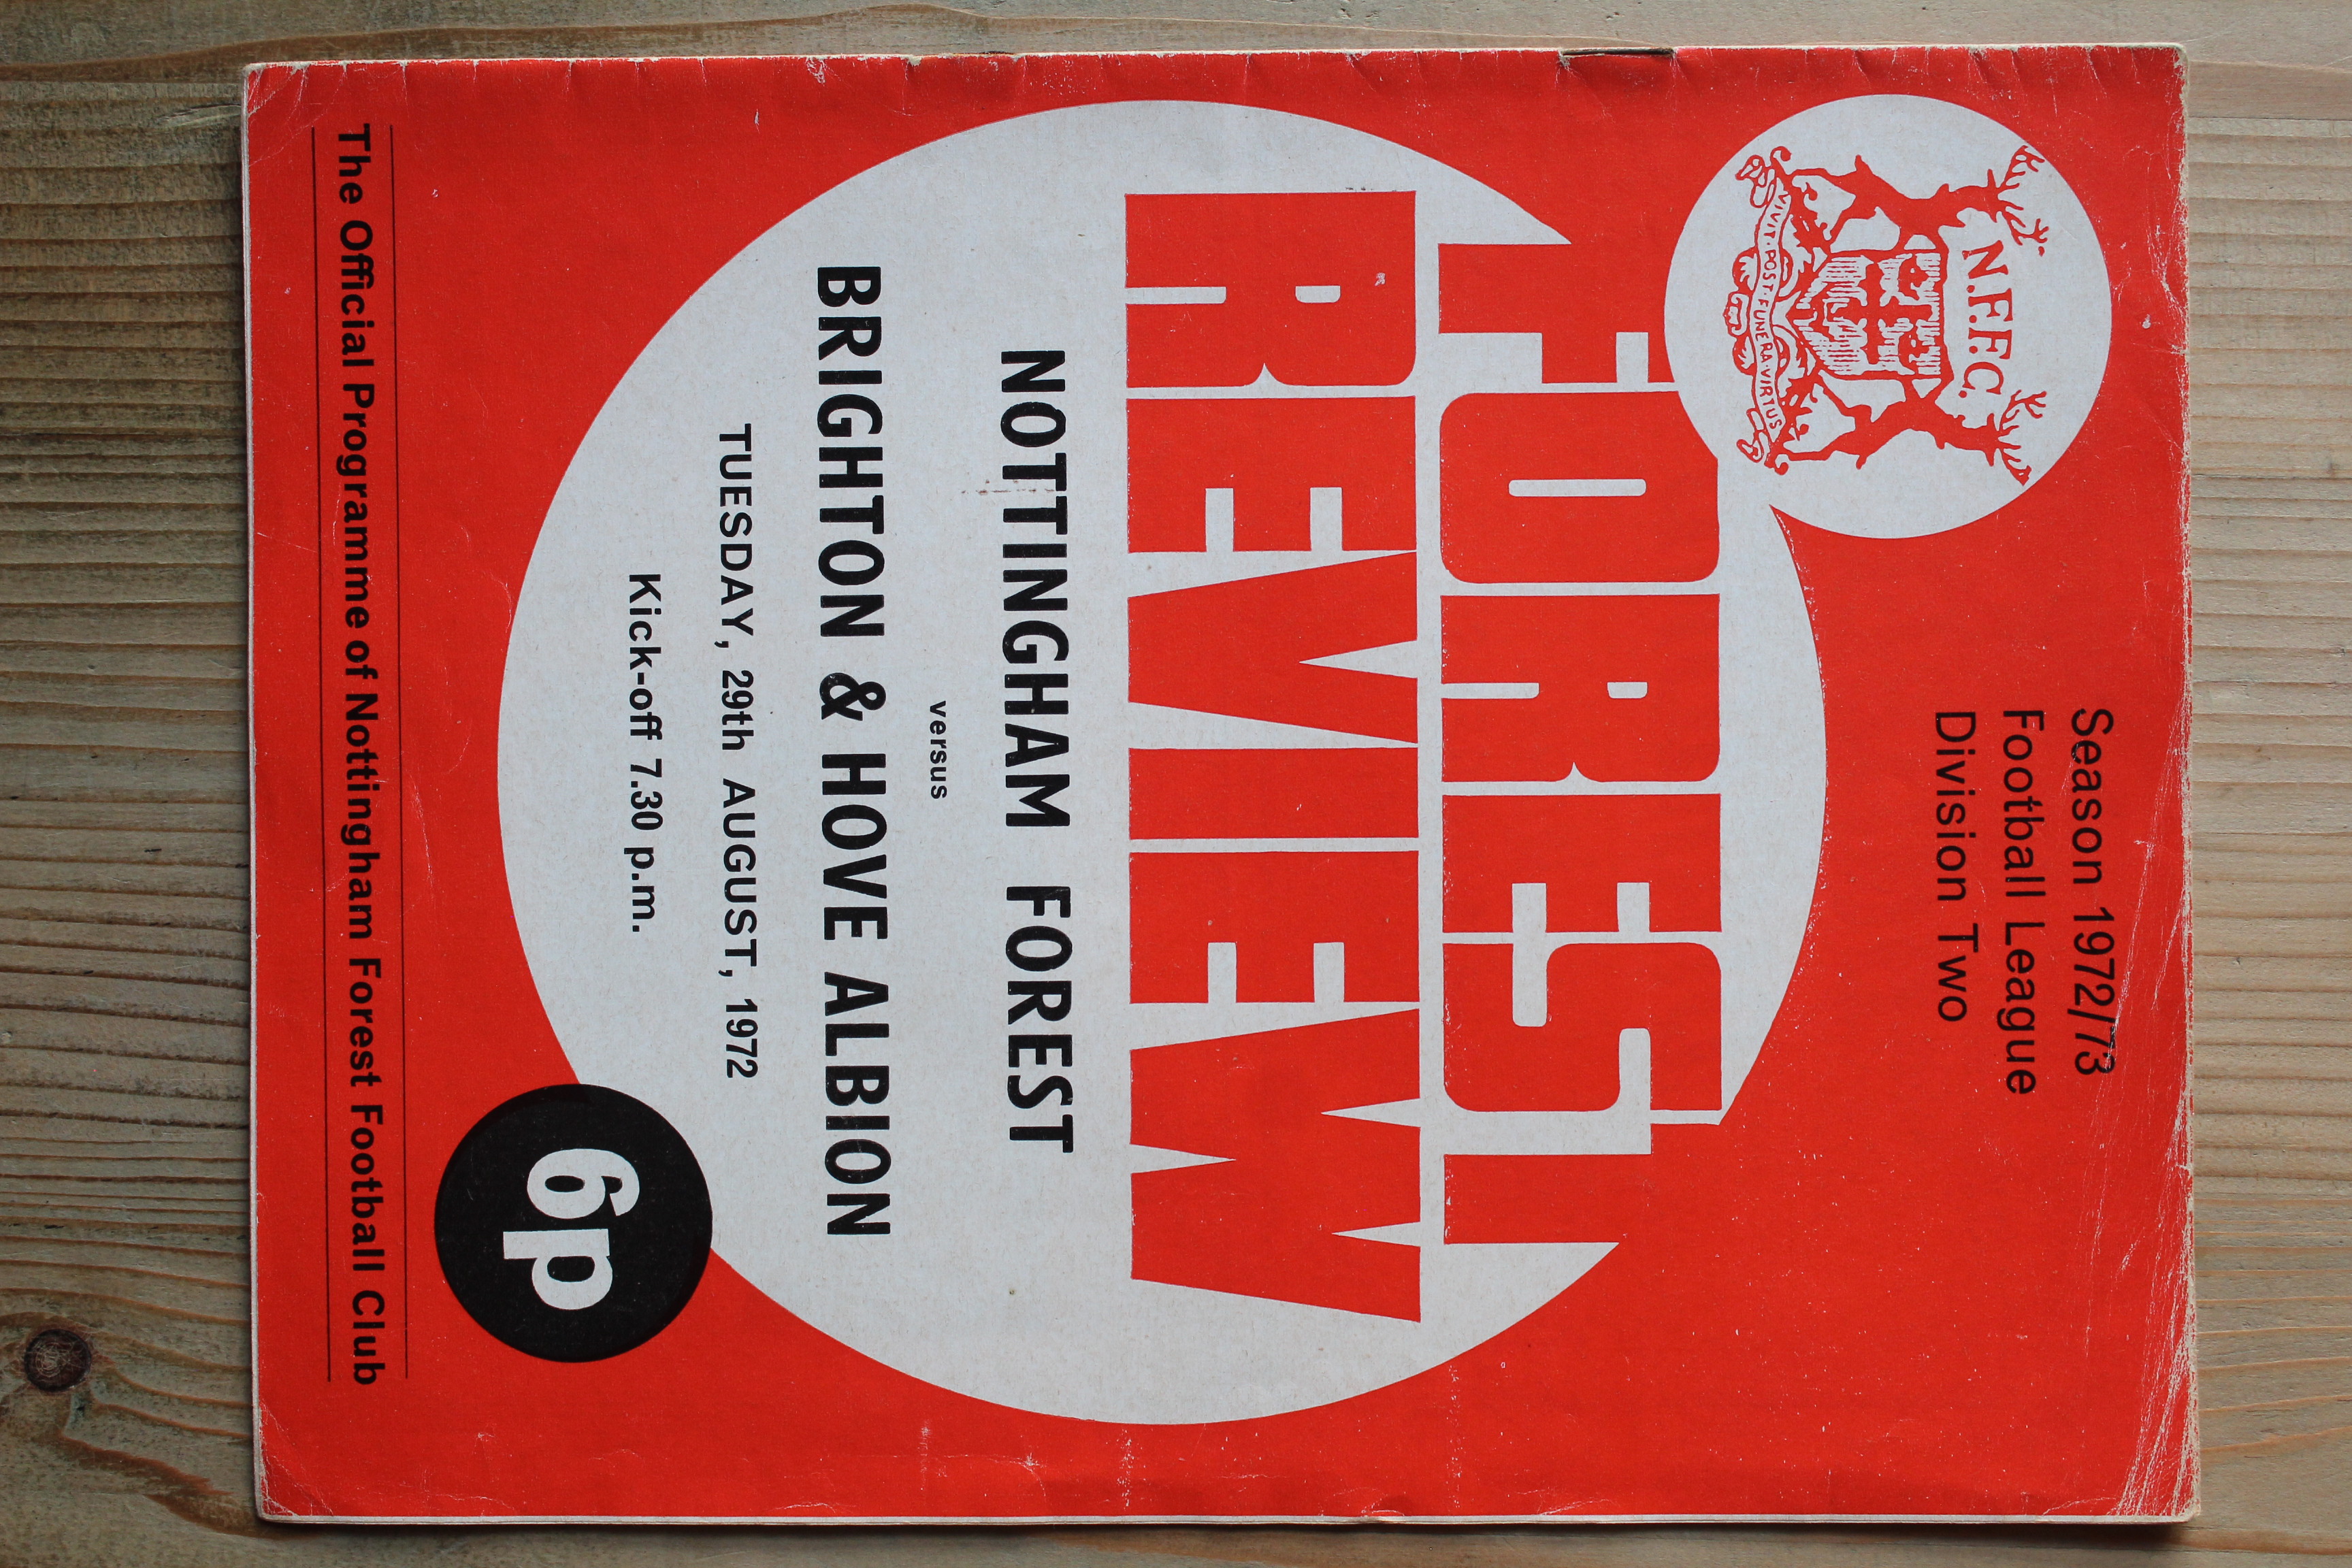 Season 1972/73
Football League
Division Two
N.F.F.C.
VIVIT·POST·FUNERA·VIRTUS
FOREST
REVIEW
NOTTINGHAM FOREST
versus
BRIGHTON & HOVE ALBION
TUESDAY, 29th AUGUST, 1972
Kick-off 7.30 p.m.
6p
The Official Programme of Nottingham Forest Football Club